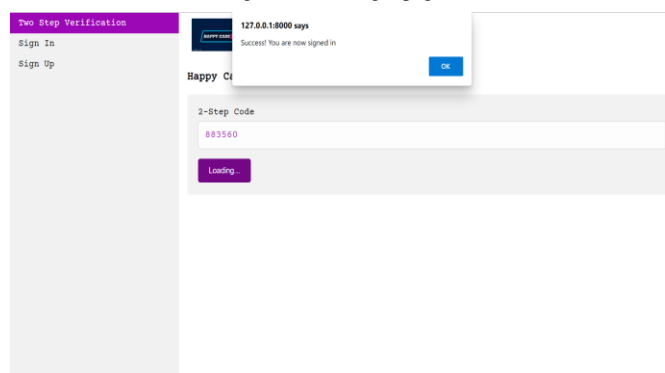 Two Step Verification
Sign In
Sign Up
127.0.0.1:8000 says
Success! You are now signed in
OK
HAPPY
Happy
2-Step Code
883560
Loading...